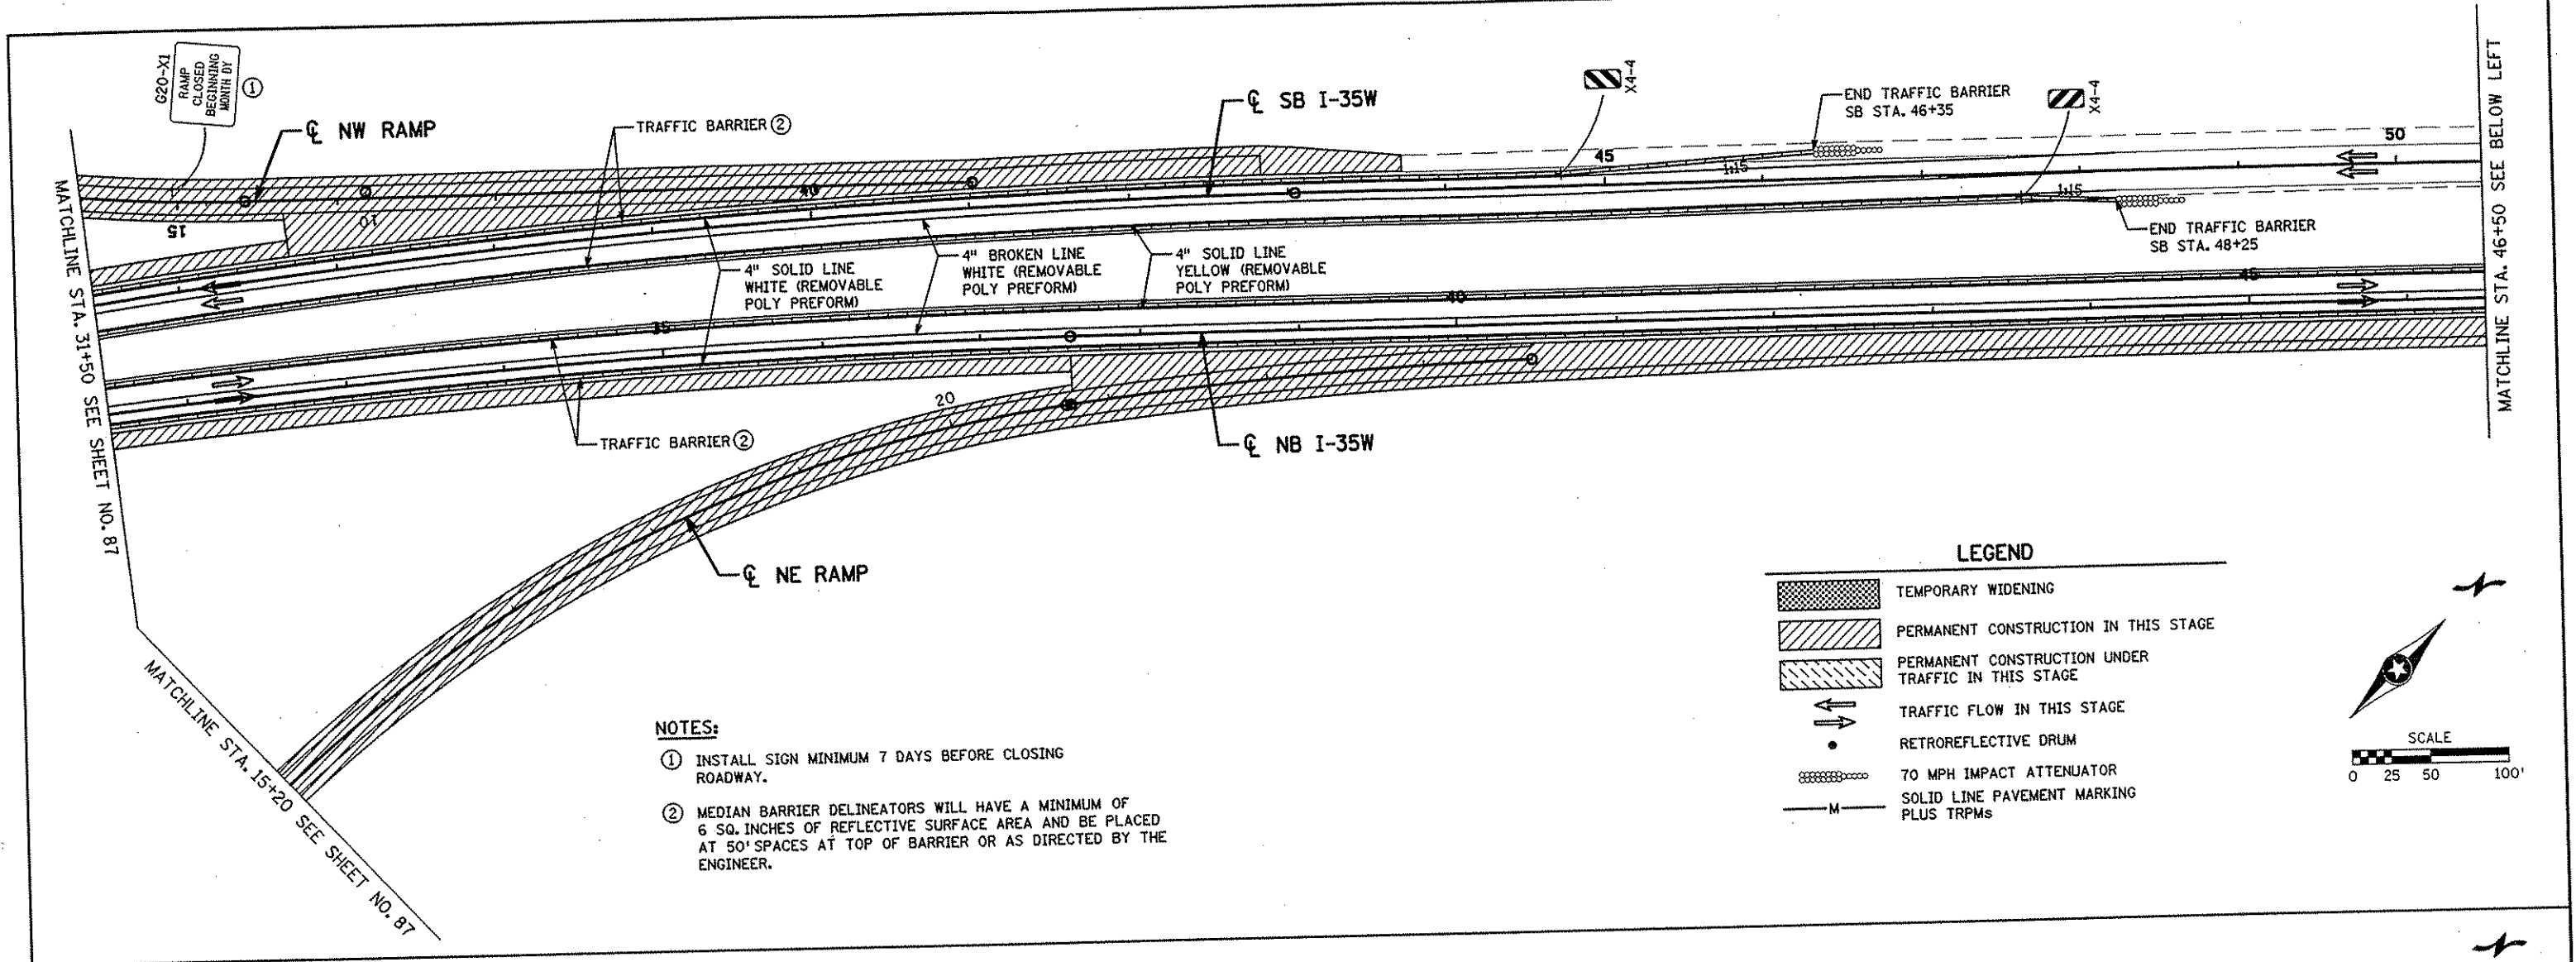 G20-X1
RAMP
CLOSED
BEGINNING
MONTH DY
①
℄ NW RAMP
TRAFFIC BARRIER ②
℄ SB I-35W
X4-4
END TRAFFIC BARRIER
SB STA. 46+35
X4-4
50
45
1:15
1:15
40
10
15
END TRAFFIC BARRIER
SB STA. 48+25
MATCHLINE STA. 46+50 SEE BELOW LEFT
MATCHLINE STA. 31+50 SEE SHEET NO. 87
4" SOLID LINE
WHITE (REMOVABLE
POLY PREFORM)
4" BROKEN LINE
WHITE (REMOVABLE
POLY PREFORM)
4" SOLID LINE
YELLOW (REMOVABLE
POLY PREFORM)
35
40
45
20
TRAFFIC BARRIER ②
℄ NB I-35W
℄ NE RAMP
MATCHLINE STA. 15+20 SEE SHEET NO. 87
NOTES:
① INSTALL SIGN MINIMUM 7 DAYS BEFORE CLOSING
ROADWAY.
② MEDIAN BARRIER DELINEATORS WILL HAVE A MINIMUM OF
6 SQ. INCHES OF REFLECTIVE SURFACE AREA AND BE PLACED
AT 50' SPACES AT TOP OF BARRIER OR AS DIRECTED BY THE
ENGINEER.
LEGEND
TEMPORARY WIDENING
PERMANENT CONSTRUCTION IN THIS STAGE
PERMANENT CONSTRUCTION UNDER
TRAFFIC IN THIS STAGE
TRAFFIC FLOW IN THIS STAGE
RETROREFLECTIVE DRUM
70 MPH IMPACT ATTENUATOR
M
SOLID LINE PAVEMENT MARKING
PLUS TRPMs
N
SCALE
0 25 50 100'
N